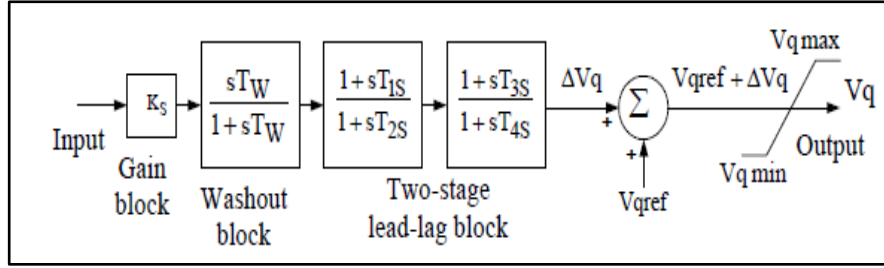 Input
K_S
Gain
block
sT_W
1+sT_W
Washout
block
1+sT_1S
1+sT_2S
1+sT_3S
1+sT_4S
Two-stage
lead-lag block
ΔVq
+
Σ
+
Vqref
Vqref + ΔVq
Vq max
Vq min
Vq
Output